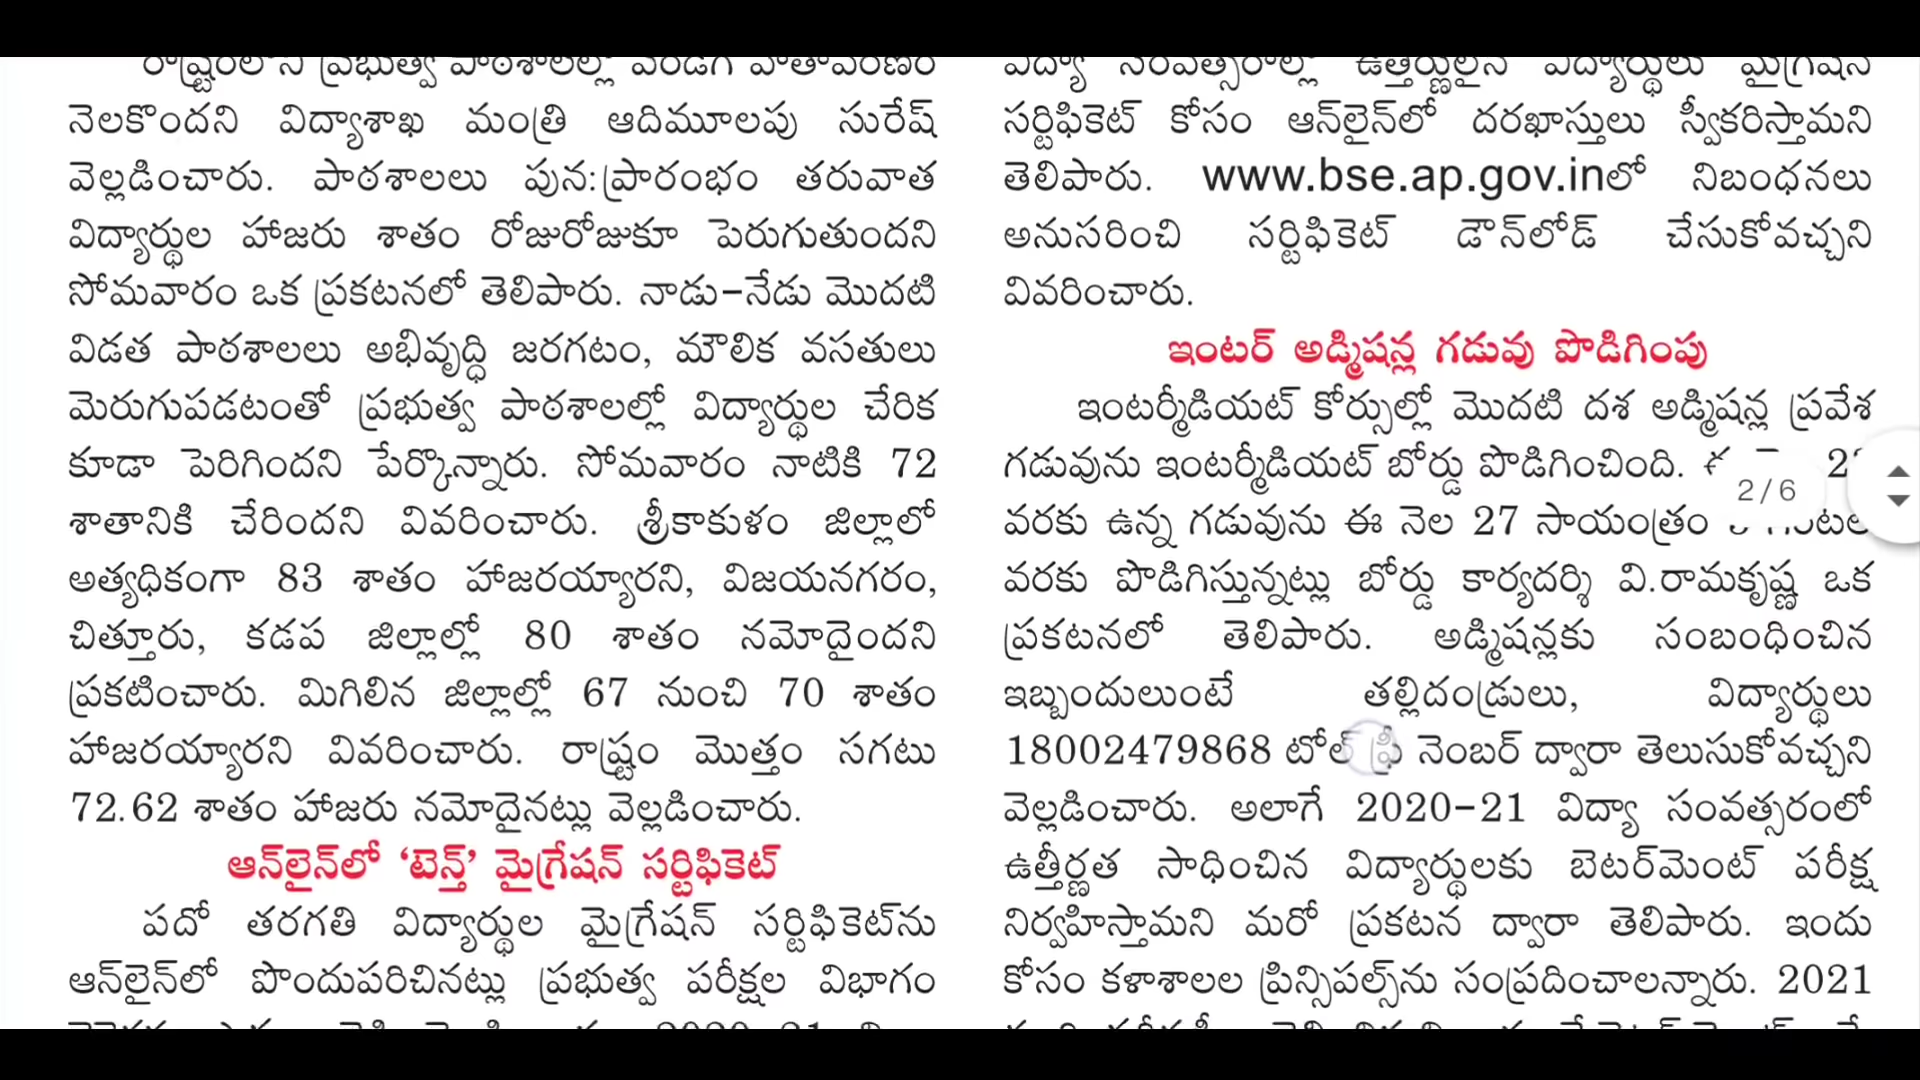 నెలకొందని విద్యాశాఖ మంత్రి ఆదిమూలపు సురేష్
వెల్లడించారు. పాఠశాలలు పున:ప్రారంభం తరువాత
విద్యార్థుల హాజరు శాతం రోజురోజుకూ పెరుగుతుందని
సోమవారం ఒక ప్రకటనలో తెలిపారు. నాడు-నేడు మొదటి
విడత పాఠశాలలు అభివృద్ధి జరగటం, మౌలిక వసతులు
మెరుగుపడటంతో ప్రభుత్వ పాఠశాలల్లో విద్యార్థుల చేరిక
కూడా పెరిగిందని పేర్కొన్నారు. సోమవారం నాటికి 72
శాతానికి చేరిందని వివరించారు. శ్రీకాకుళం జిల్లాలో
అత్యధికంగా 83 శాతం హాజరయ్యారని, విజయనగరం,
చిత్తూరు, కడప జిల్లాల్లో 80 శాతం నమోదైందని
ప్రకటించారు. మిగిలిన జిల్లాల్లో 67 నుంచి 70 శాతం
హాజరయ్యారని వివరించారు. రాష్ట్రం మొత్తం సగటు
72.62 శాతం హాజరు నమోదైనట్లు వెల్లడించారు.
ఆన్‌లైన్‌లో ‘టెన్త్’ మైగ్రేషన్ సర్టిఫికెట్
పదో తరగతి విద్యార్థుల మైగ్రేషన్ సర్టిఫికెట్‌ను
ఆన్‌లైన్‌లో పొందుపరిచినట్లు ప్రభుత్వ పరీక్షల విభాగం
విద్యా సంవత్సరాల్లో ఉత్తీర్ణులైన విద్యార్థులు మైగ్రేషన్
సర్టిఫికెట్ కోసం ఆన్‌లైన్‌లో దరఖాస్తులు స్వీకరిస్తామని
తెలిపారు. www.bse.ap.gov.inలో నిబంధనలు
అనుసరించి సర్టిఫికెట్ డౌన్‌లోడ్ చేసుకోవచ్చని
వివరించారు.
ఇంటర్ అడ్మిషన్ల గడువు పొడిగింపు
ఇంటర్మీడియట్ కోర్సుల్లో మొదటి దశ అడ్మిషన్ల ప్రవేశ
గడువును ఇంటర్మీడియట్ బోర్డు పొడిగించింది.
వరకు ఉన్న గడువును ఈ నెల 27 సాయంత్రం
వరకు పొడిగిస్తున్నట్లు బోర్డు కార్యదర్శి వి.రామకృష్ణ ఒక
ప్రకటనలో తెలిపారు. అడ్మిషన్లకు సంబంధించిన
ఇబ్బందులుంటే తల్లిదండ్రులు, విద్యార్థులు
18002479868 టోల్ ఫ్రీ నెంబర్ ద్వారా తెలుసుకోవచ్చని
వెల్లడించారు. అలాగే 2020-21 విద్యా సంవత్సరంలో
ఉత్తీర్ణత సాధించిన విద్యార్థులకు బెటర్‌మెంట్ పరీక్ష
నిర్వహిస్తామని మరో ప్రకటన ద్వారా తెలిపారు. ఇందు
కోసం కళాశాలల ప్రిన్సిపల్స్‌ను సంప్రదించాలన్నారు. 2021
2/6